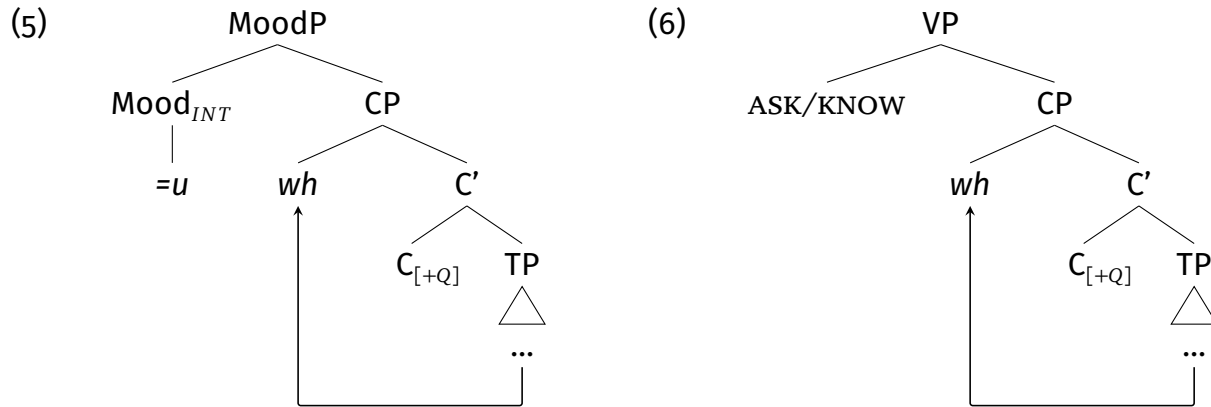 (5) MoodP (6) VP
Mood_INT CP ASK/KNOW CP
=u wh C' wh C'
C_[+Q] TP C_[+Q] TP
... ...